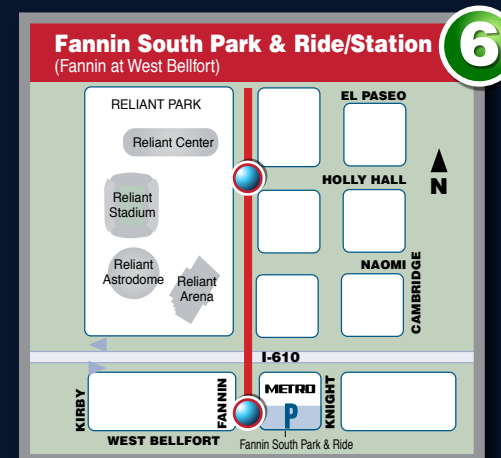 Fannin South Park & Ride/Station
(Fannin at West Bellfort)
6
RELIANT PARK
EL PASEO
Reliant Center
HOLLY HALL
N
Reliant
Stadium
Reliant
Astrodome
Reliant
Arena
NAOMI
CAMBRIDGE
I-610
KIRBY
FANNIN
METRO
P
KNIGHT
WEST BELLFORT
Fannin South Park & Ride